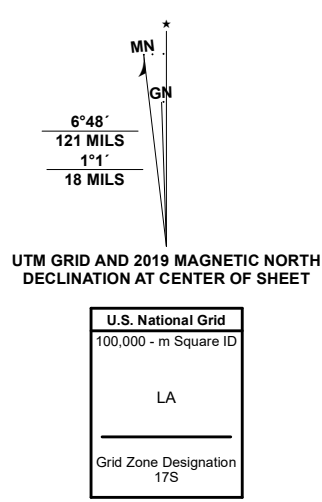 MN
GN
6°48´
121 MILS
1°1´
18 MILS
UTM GRID AND 2019 MAGNETIC NORTH
DECLINATION AT CENTER OF SHEET
U.S. National Grid
100,000 - m Square ID
LA
Grid Zone Designation
17S